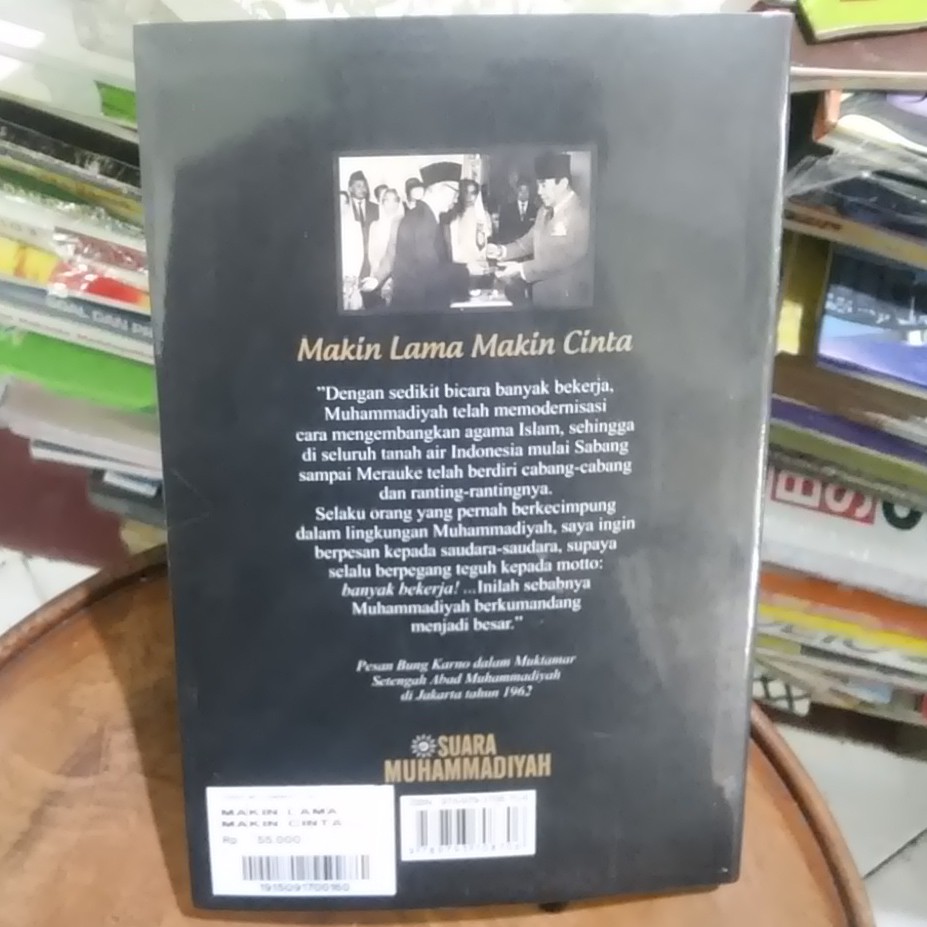 Makin Lama Makin Cinta
"Dengan sedikit bicara banyak bekerja,
Muhammadiyah telah memodernisasi
cara mengembangkan agama Islam, sehingga
di seluruh tanah air Indonesia mulai Sabang
sampai Merauke telah berdiri cabang-cabang
dan ranting-rantingnya.
Selaku orang yang pernah berkecimpung
dalam lingkungan Muhammadiyah, saya ingin
berpesan kepada saudara-saudara, supaya
selalu berpegang teguh kepada motto:
banyak bekerja! ...Inilah sebabnya
Muhammadiyah berkumandang
menjadi besar."
Pesan Bung Karno dalam Muktamar
Setengah Abad Muhammadiyah
di Jakarta tahun 1962
SUARA
MUHAMMADIYAH
MAKIN LAMA
MAKIN CINTA
Rp 55.000
1915091700160